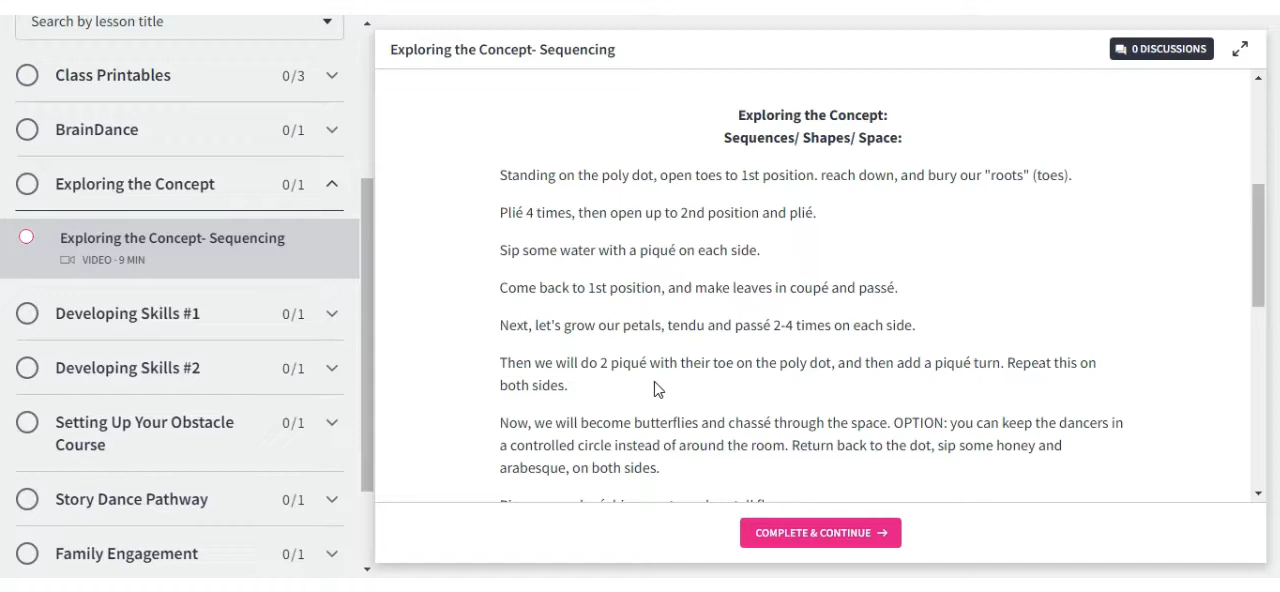 Search by lesson title
Class Printables 0/3
BrainDance 0/1
Exploring the Concept 0/1
Exploring the Concept- Sequencing
VIDEO · 9 MIN
Developing Skills #1 0/1
Developing Skills #2 0/1
Setting Up Your Obstacle 0/1
Course
Story Dance Pathway 0/1
Family Engagement 0/1
Exploring the Concept- Sequencing
0 DISCUSSIONS
Exploring the Concept:
Sequences/ Shapes/ Space:
Standing on the poly dot, open toes to 1st position. reach down, and bury our "roots" (toes).
Plié 4 times, then open up to 2nd position and plié.
Sip some water with a piqué on each side.
Come back to 1st position, and make leaves in coupé and passé.
Next, let's grow our petals, tendu and passé 2-4 times on each side.
Then we will do 2 piqué with their toe on the poly dot, and then add a piqué turn. Repeat this on
both sides.
Now, we will become butterflies and chassé through the space. OPTION: you can keep the dancers in
a controlled circle instead of around the room. Return back to the dot, sip some honey and
arabesque, on both sides.
COMPLETE & CONTINUE →